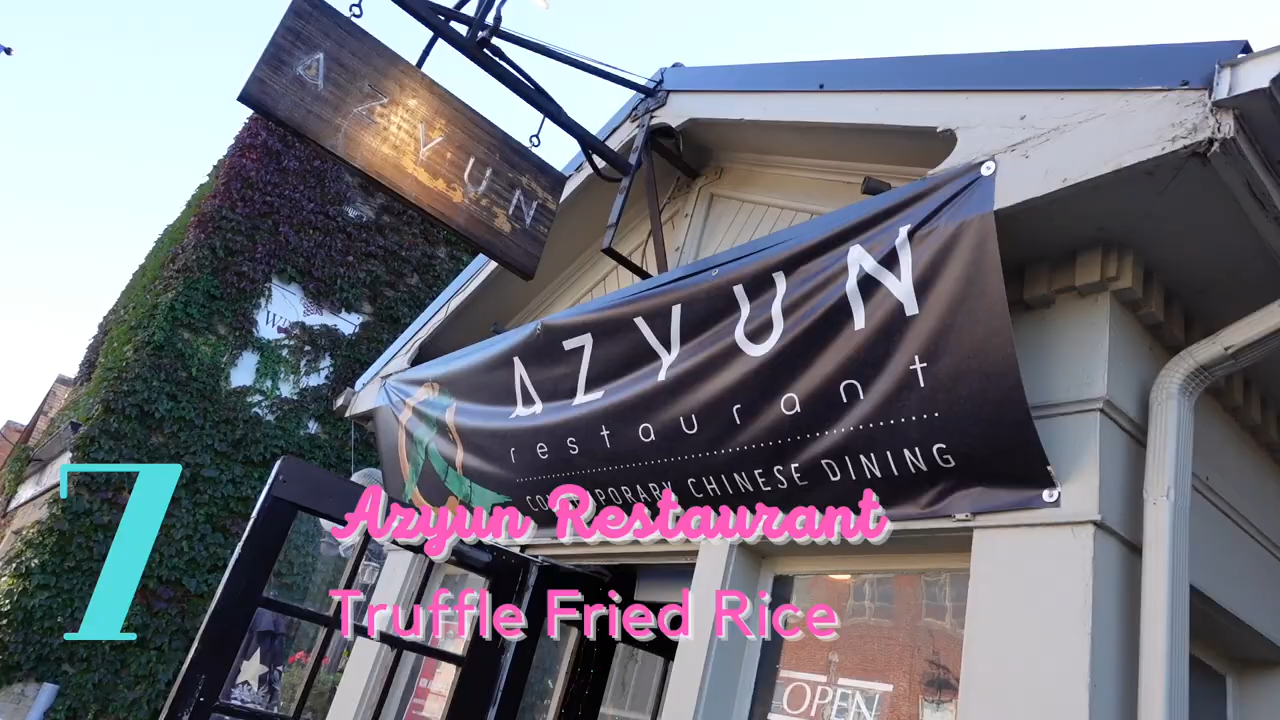 AZYUN
AZYUN
restaurant
CONTEMPORARY CHINESE DINING
7
Azyun Restaurant
Truffle Fried Rice
OPEN